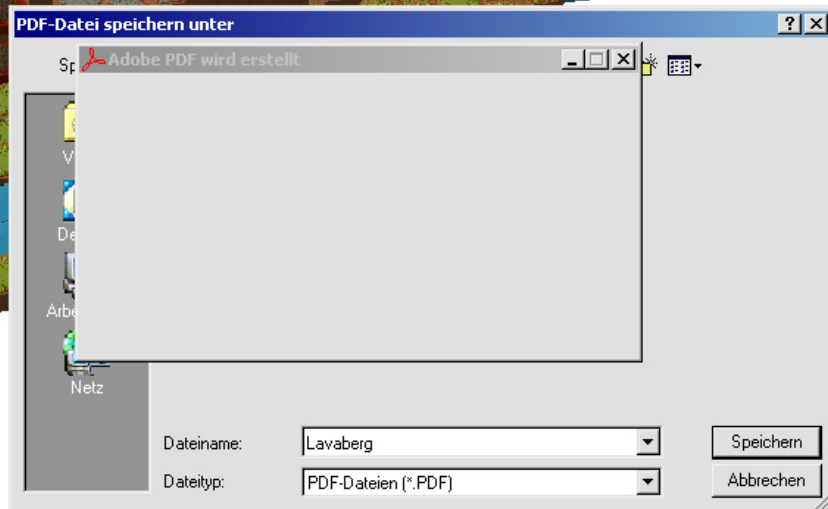 PDF-Datei speichern unter
Adobe PDF wird erstellt
Netz
Dateiname:
Lavaberg
Speichern
Dateityp:
PDF-Dateien (*.PDF)
Abbrechen